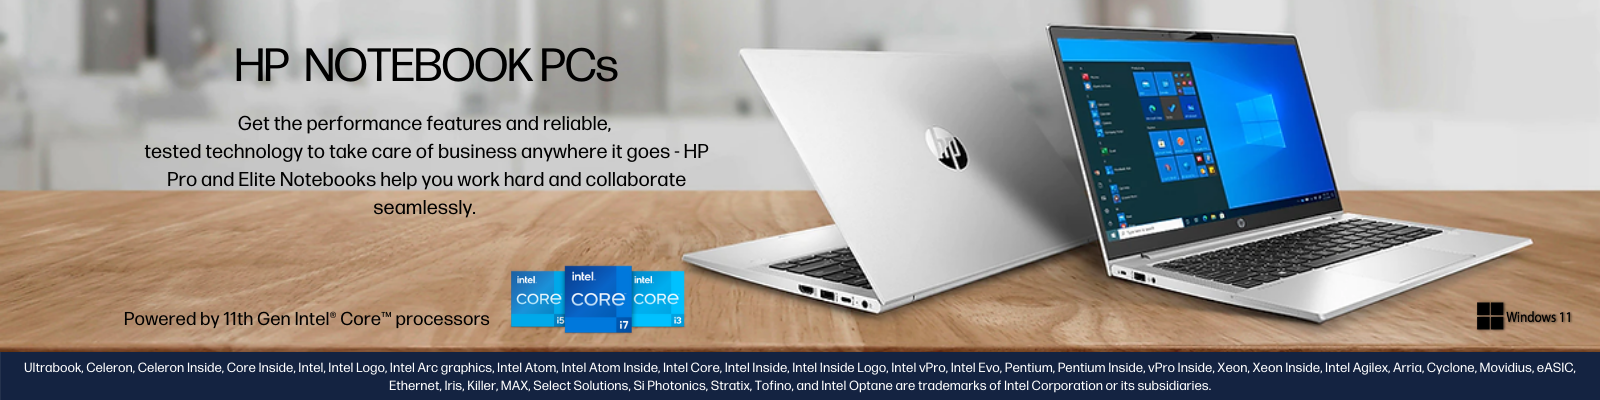 HP NOTEBOOK PCs
Get the performance features and reliable,
tested technology to take care of business anywhere it goes - HP
Pro and Elite Notebooks help you work hard and collaborate
seamlessly.
hp
Powered by 11th Gen Intel® Core™ processors
intel
CORE
i5
intel
CORE
i7
intel
CORE
i3
Windows 11
Ultrabook, Celeron, Celeron Inside, Core Inside, Intel, Intel Logo, Intel Arc graphics, Intel Atom, Intel Atom Inside, Intel Core, Intel Inside, Intel Inside Logo, Intel vPro, Intel Evo, Pentium, Pentium Inside, vPro Inside, Xeon, Xeon Inside, Intel Agilex, Arria, Cyclone, Movidius, eASIC,
Ethernet, Iris, Killer, MAX, Select Solutions, Si Photonics, Stratix, Tofino, and Intel Optane are trademarks of Intel Corporation or its subsidiaries.